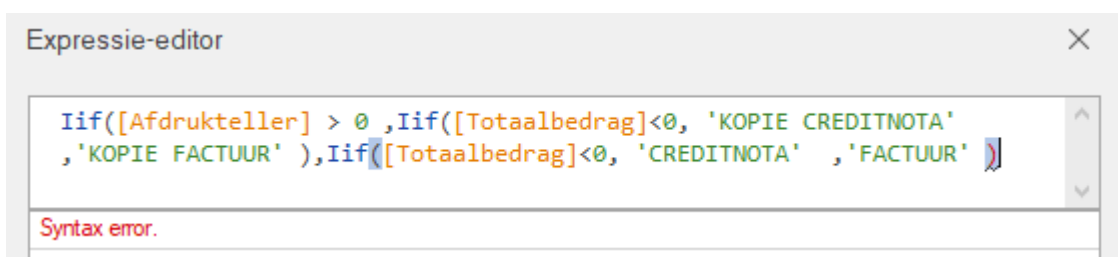 Expressie-editor
Iif([Afdrukteller] > 0 ,Iif([Totaalbedrag]<0, 'KOPIE CREDITNOTA'
,'KOPIE FACTUUR' ),Iif([Totaalbedrag]<0, 'CREDITNOTA'  ,'FACTUUR' )
Syntax error.